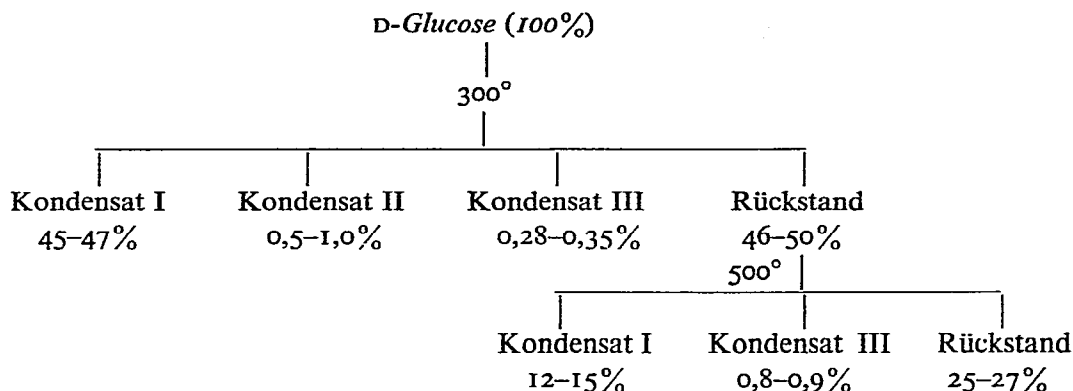 D-Glucose (100%)
300°
Kondensat I Kondensat II Kondensat III Rückstand
45–47% 0,5–1,0% 0,28–0,35% 46–50%
500°
Kondensat I Kondensat III Rückstand
12–15% 0,8–0,9% 25–27%